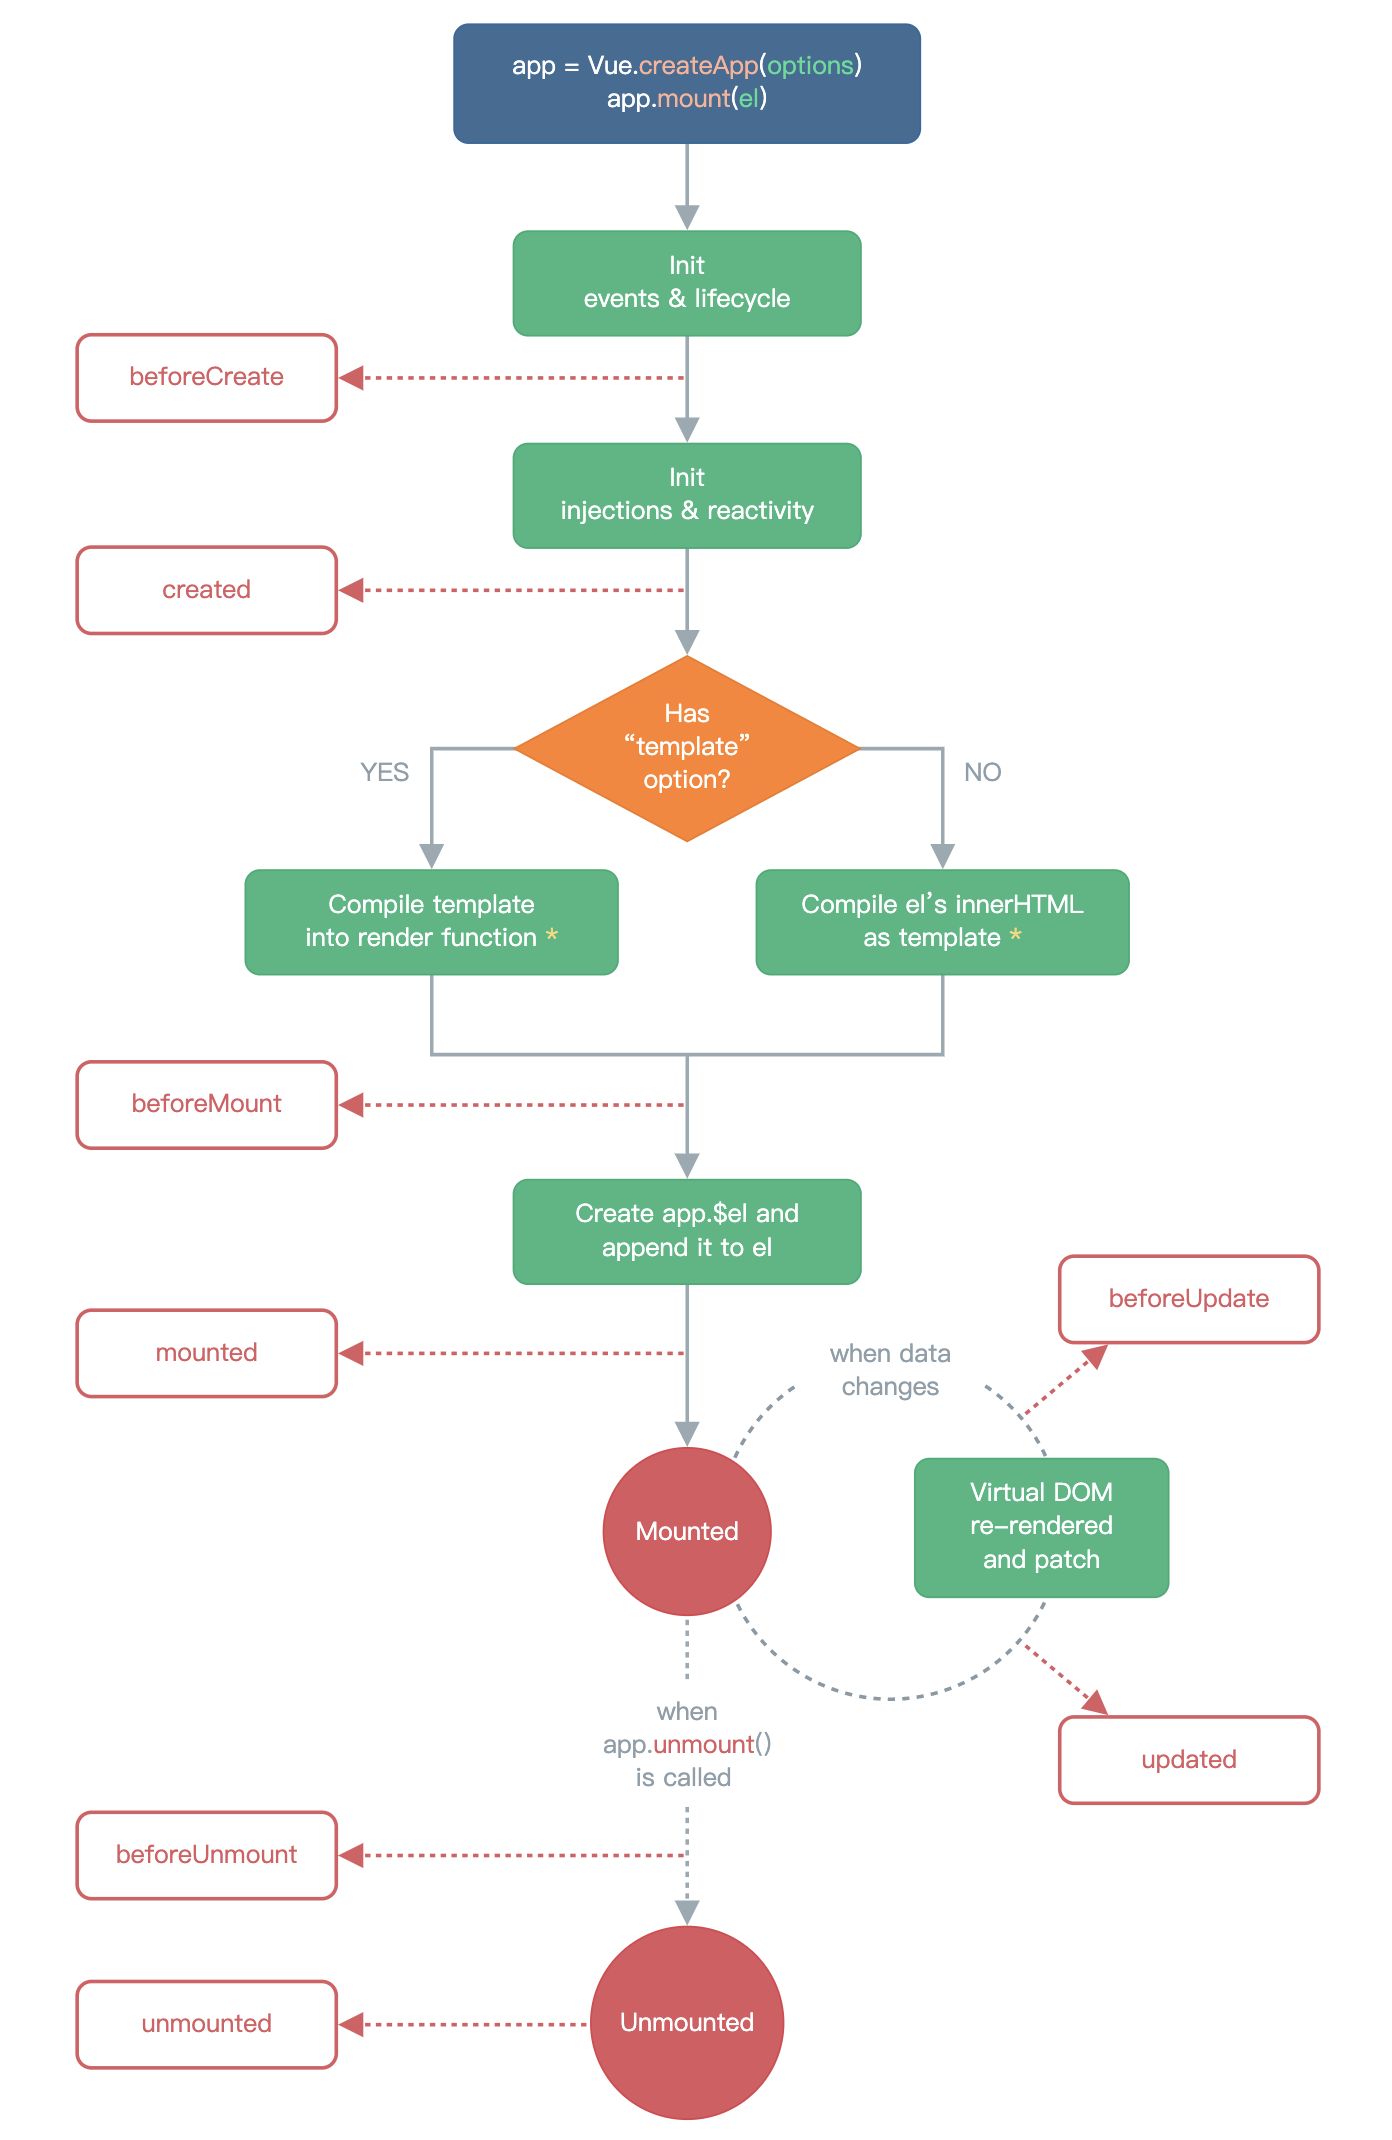 app = Vue.createApp(options)
app.mount(el)
Init
events & lifecycle
beforeCreate
Init
injections & reactivity
created
Has
“template”
option?
YES
NO
Compile template
into render function *
Compile el’s innerHTML
as template *
beforeMount
Create app.$el and
append it to el
beforeUpdate
mounted
when data
changes
Mounted
Virtual DOM
re-rendered
and patch
when
app.unmount()
is called
updated
beforeUnmount
unmounted
Unmounted